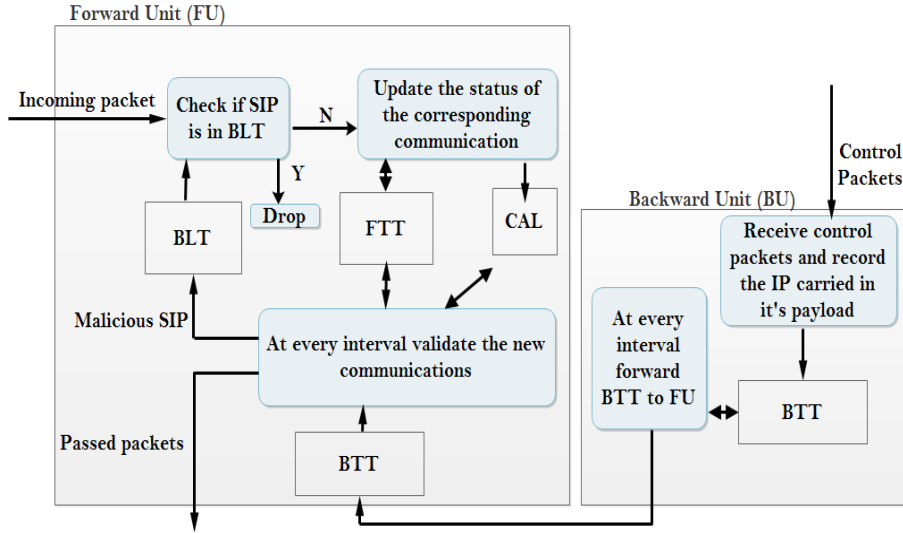 Forward Unit (FU)
Incoming packet
Check if SIP
is in BLT
N
Update the status of
the corresponding
communication
Y
Drop
BLT
FTT
CAL
Malicious SIP
At every interval validate the new
communications
Passed packets
BTT
Control
Packets
Backward Unit (BU)
Receive control
packets and record
the IP carried in
it's payload
At every
interval
forward
BTT to FU
BTT